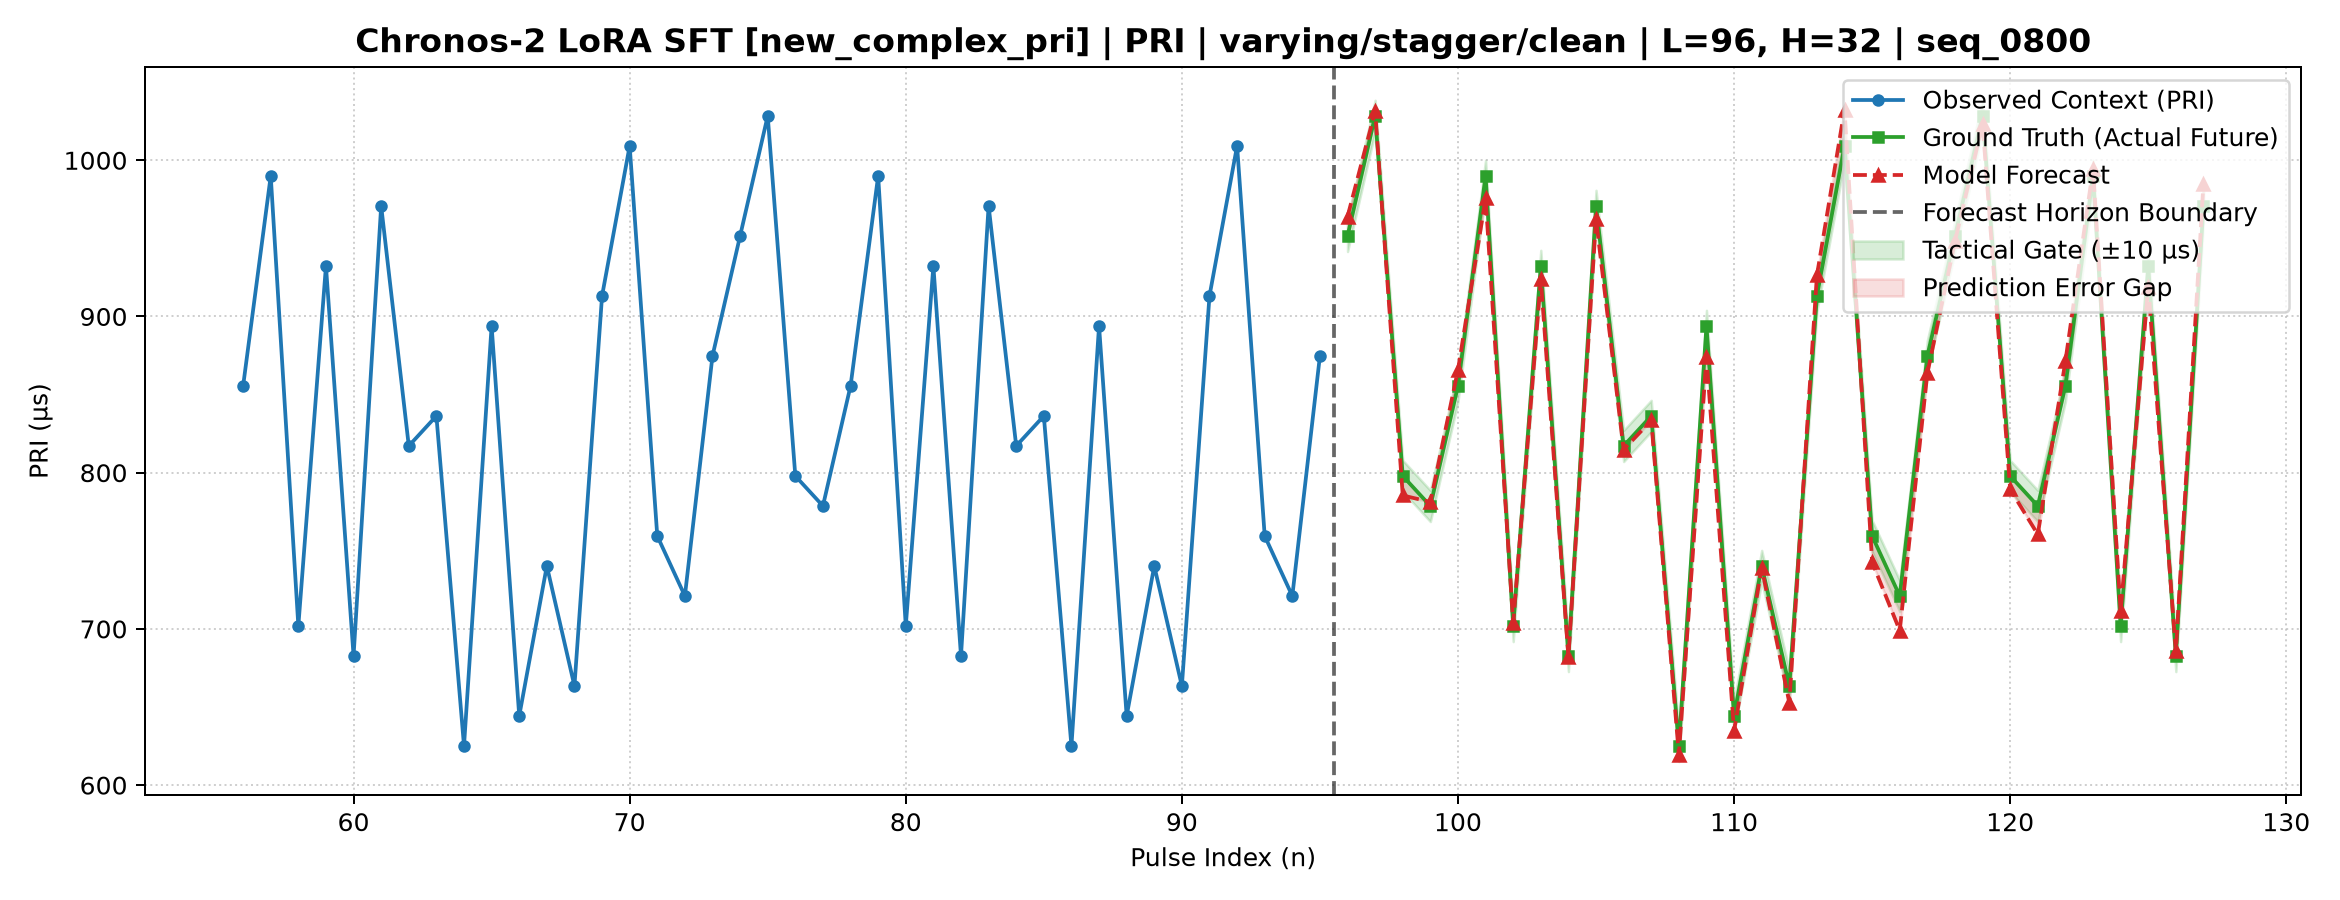 Chronos-2 LoRA SFT [new_complex_pri] | PRI | varying/stagger/clean | L=96, H=32 | seq_0800
PRI (µs)
1000
900
800
700
600
Observed Context (PRI)
Ground Truth (Actual Future)
Model Forecast
Forecast Horizon Boundary
Tactical Gate (±10 µs)
Prediction Error Gap
60 70 80 90 100 110 120 130
Pulse Index (n)